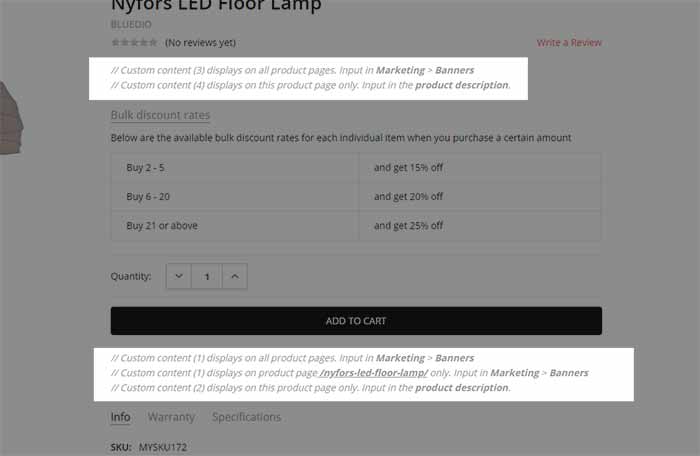 Nyfors LED Floor Lamp
BLUEDIO
(No reviews yet)
Write a Review
// Custom content (3) displays on all product pages. Input in Marketing > Banners
// Custom content (4) displays on this product page only. Input in the product description.
Bulk discount rates
Below are the available bulk discount rates for each individual item when you purchase a certain amount
Buy 2 - 5 and get 15% off
Buy 6 - 20 and get 20% off
Buy 21 or above and get 25% off
Quantity: 1
ADD TO CART
// Custom content (1) displays on all product pages. Input in Marketing > Banners
// Custom content (1) displays on product page /nyfors-led-floor-lamp/ only. Input in Marketing > Banners
// Custom content (2) displays on this product page only. Input in the product description.
Info Warranty Specifications
SKU: MYSKU172